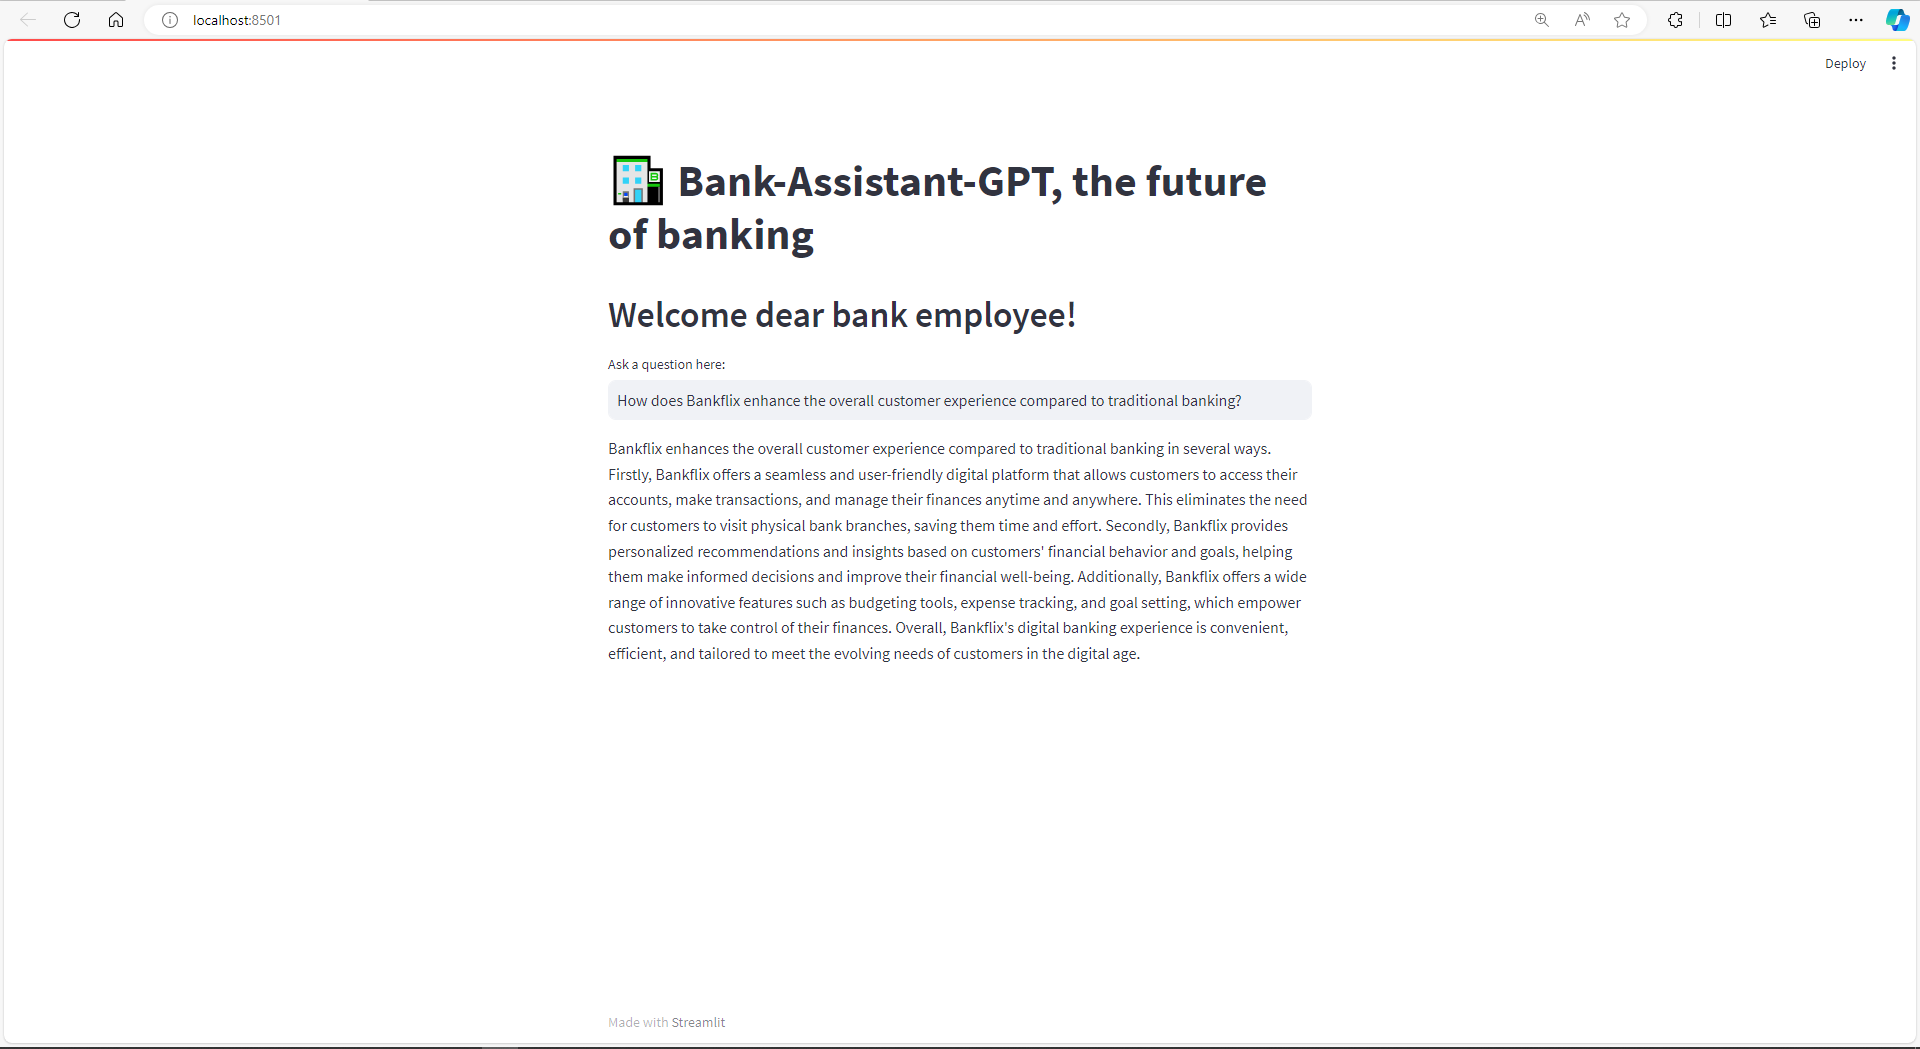 localhost:8501
Deploy
B
Bank-Assistant-GPT, the future
of banking
Welcome dear bank employee!
Ask a question here:
How does Bankflix enhance the overall customer experience compared to traditional banking?
Bankflix enhances the overall customer experience compared to traditional banking in several ways.
Firstly, Bankflix offers a seamless and user-friendly digital platform that allows customers to access their
accounts, make transactions, and manage their finances anytime and anywhere. This eliminates the need
for customers to visit physical bank branches, saving them time and effort. Secondly, Bankflix provides
personalized recommendations and insights based on customers' financial behavior and goals, helping
them make informed decisions and improve their financial well-being. Additionally, Bankflix offers a wide
range of innovative features such as budgeting tools, expense tracking, and goal setting, which empower
customers to take control of their finances. Overall, Bankflix's digital banking experience is convenient,
efficient, and tailored to meet the evolving needs of customers in the digital age.
Made with Streamlit